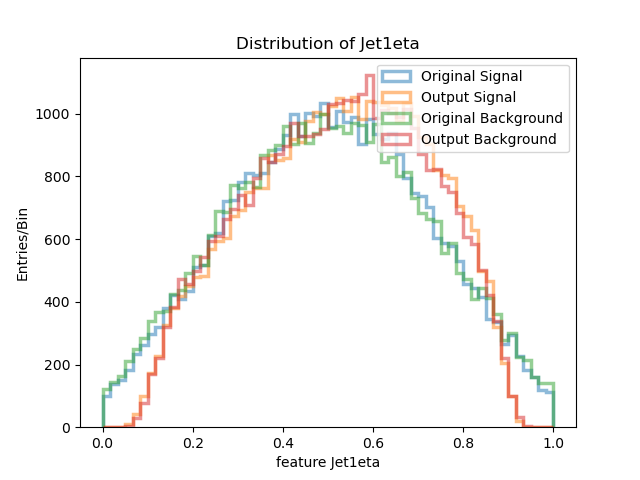 Distribution of Jet1eta
Original Signal
Output Signal
Original Background
Output Background
Entries/Bin
1000
800
600
400
200
0
0.0 0.2 0.4 0.6 0.8 1.0
feature Jet1eta